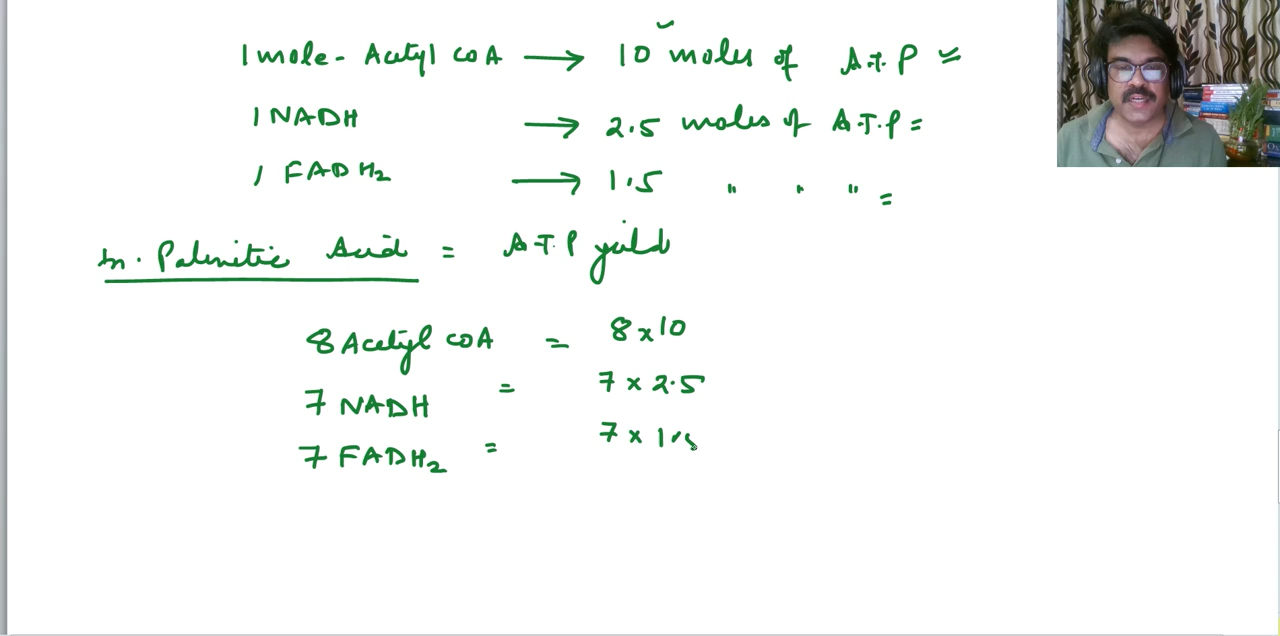 1 mole - Acetyl coA → 10 moles of A.T.P =
1 NADH → 2.5 moles of A.T.P =
1 FADH2 → 1.5 " " " =
In. Palmitic Acid = A.T.P yield
8 Acetyl coA = 8 x 10
7 NADH = 7 x 2.5
7 FADH2 = 7 x 1.5